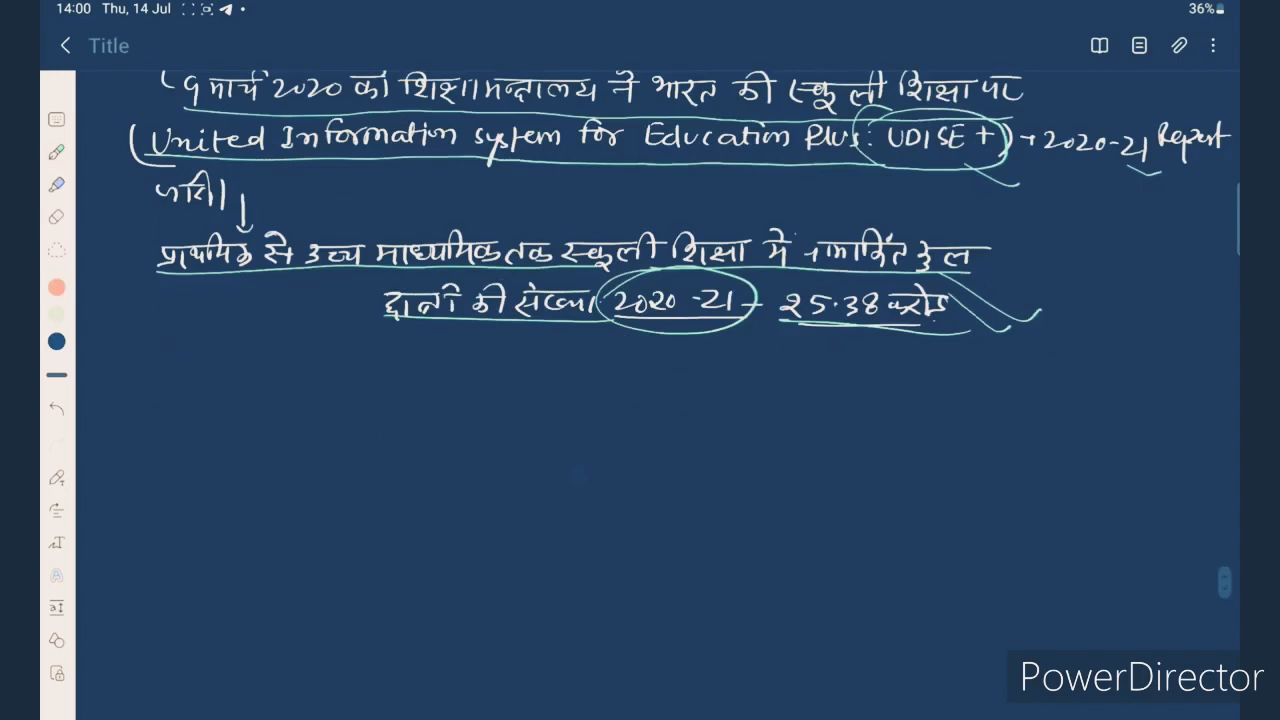 14:00 Thu, 14 Jul
36%
Title
9 मार्च 2020 को शिक्षा मन्त्रालय ने भारत की स्कूली शिक्षा पर
(United Information system for Education Plus: UDISE +) → 2020-21 Report
जारी।
प्राथमिक से उच्च माध्यमिक तक स्कूली शिक्षा में नामांकित कुल
छात्रों की संख्या 2020-21 - 25.38 करोड़
PowerDirector